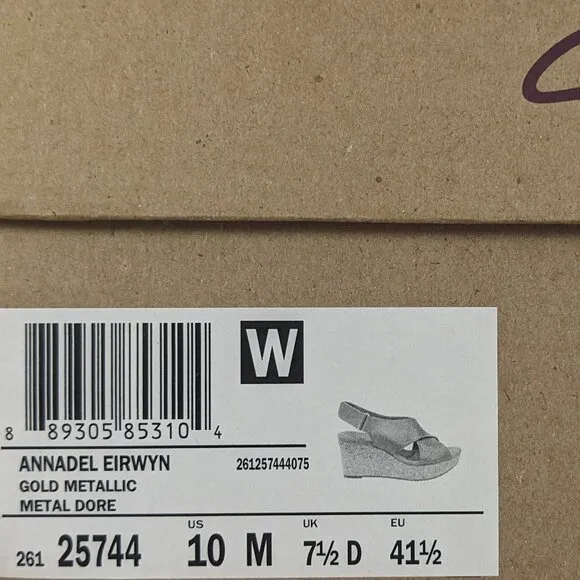 W
8 89305 85310 4
ANNADEL EIRWYN 261257444075
GOLD METALLIC
METAL DORE
US UK EU
261 25744 10 M 7½ D 41½